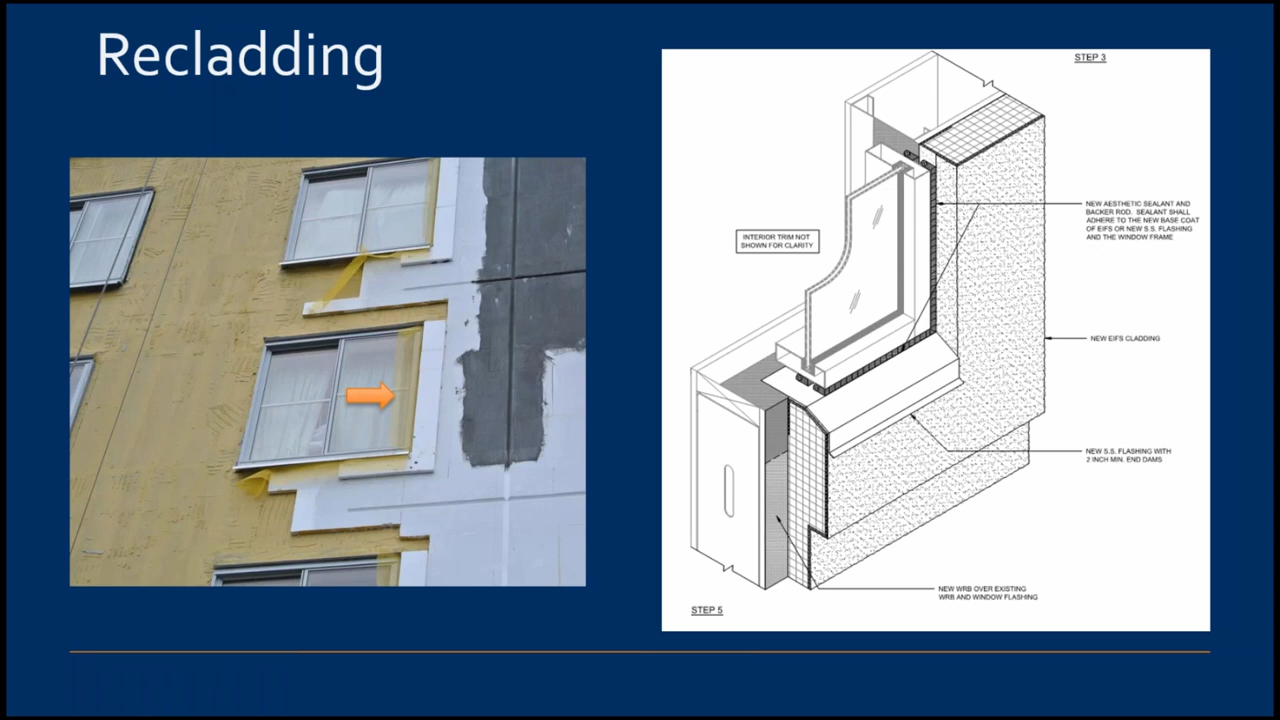 Recladding
STEP 3
NEW AESTHETIC SEALANT AND
BACKER ROD. SEALANT SHALL
ADHERE TO THE NEW BASE COAT
OF EIFS OR NEW S.S. FLASHING
AND THE WINDOW FRAME
INTERIOR TRIM NOT
SHOWN FOR CLARITY
NEW EIFS CLADDING
NEW S.S. FLASHING WITH
2 INCH MIN. END DAMS
NEW WRB OVER EXISTING
WRB AND WINDOW FLASHING
STEP 5